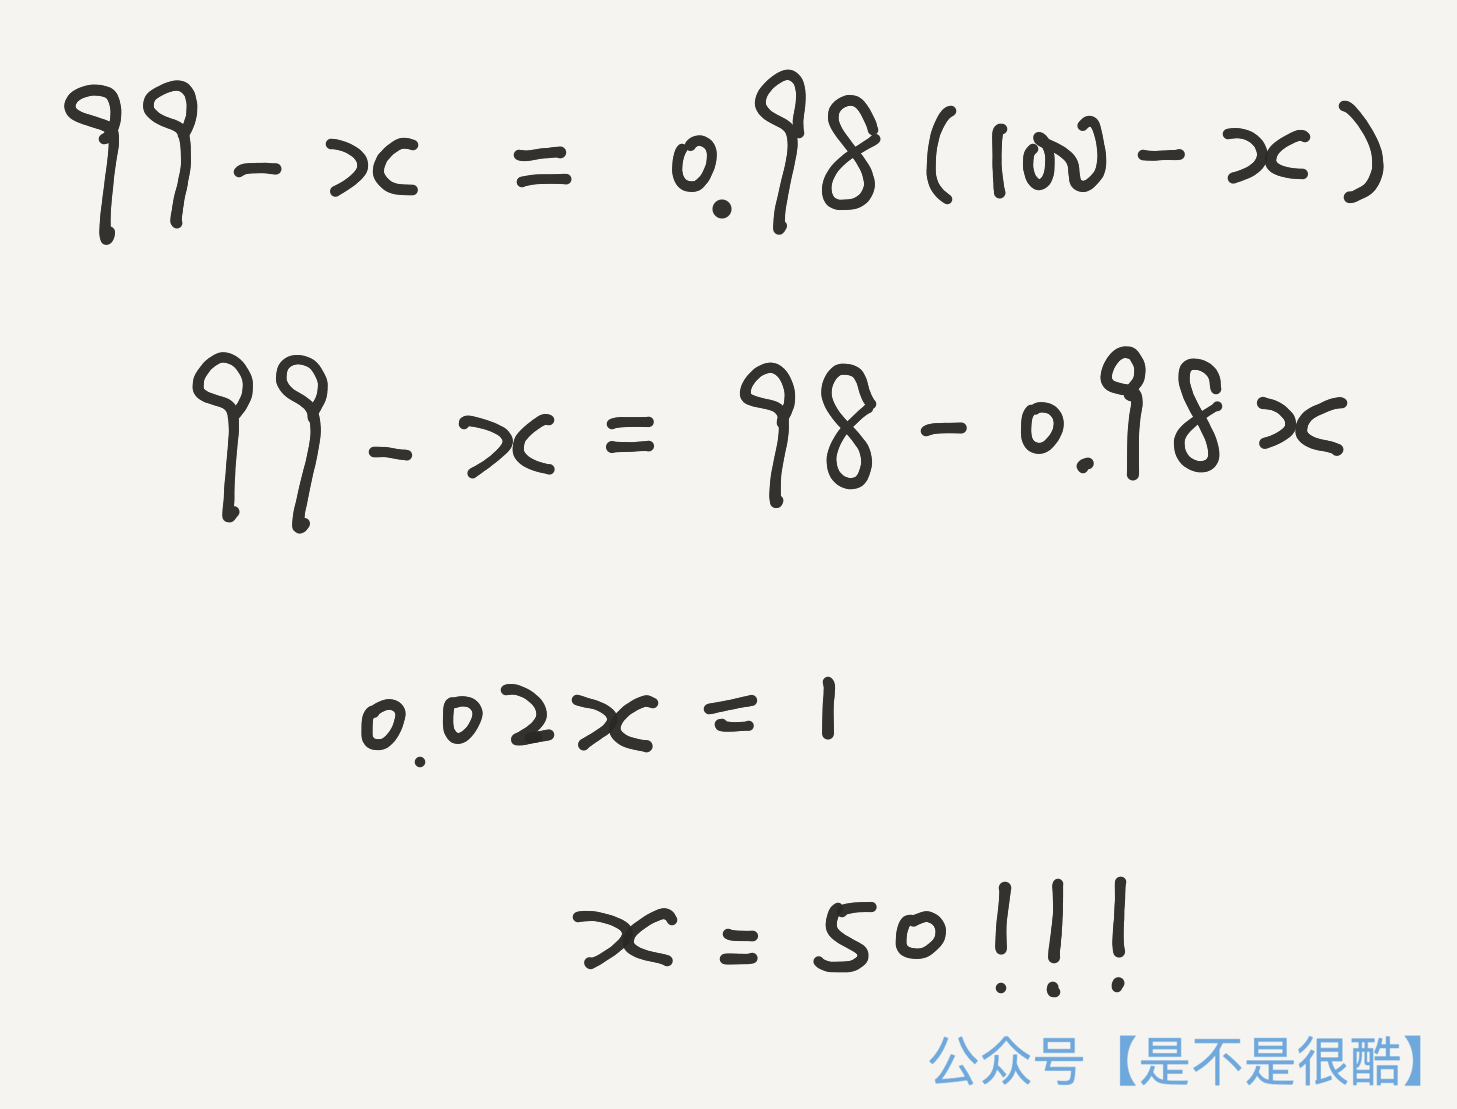 99 - x = 0.98 (100 - x)
99 - x = 98 - 0.98x
0.02x = 1
x = 50!!!
公众号【是不是很酷】